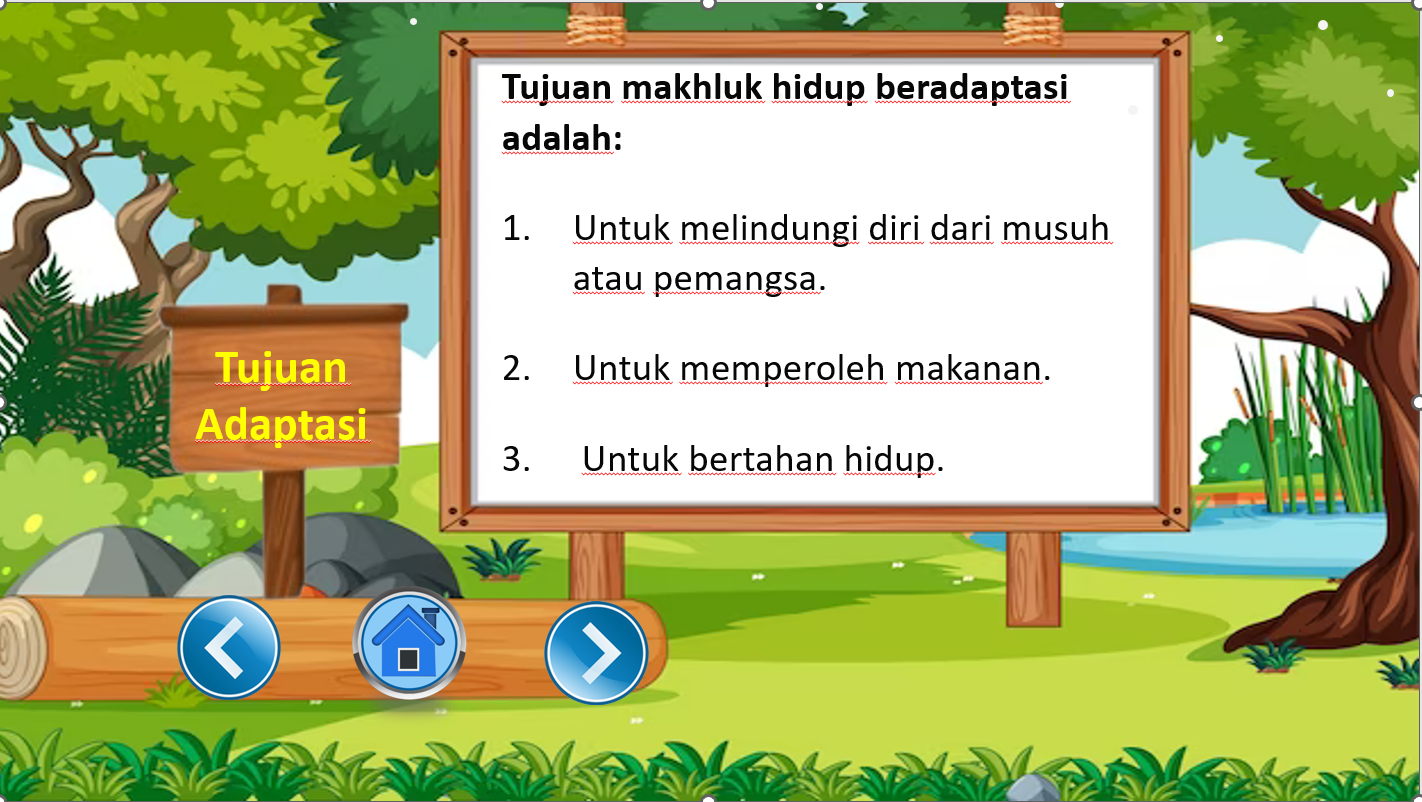 Tujuan makhluk hidup beradaptasi
adalah:
1. Untuk melindungi diri dari musuh
atau pemangsa.
2. Untuk memperoleh makanan.
3. Untuk bertahan hidup.
Tujuan
Adaptasi